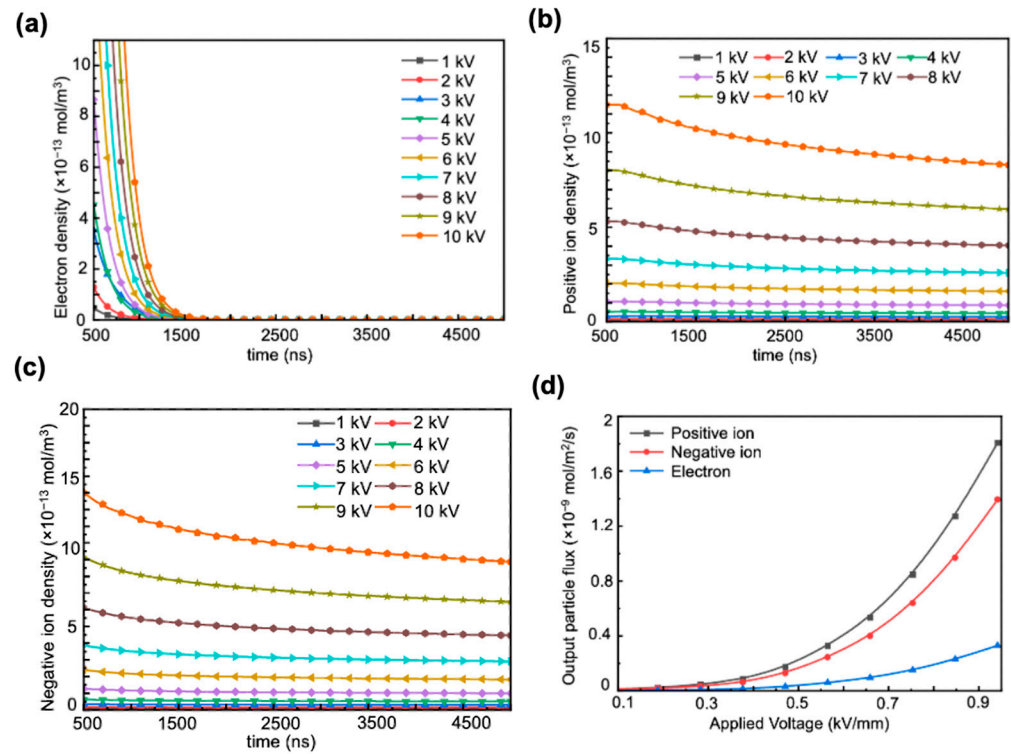 (a)
Electron density (×10⁻¹³ mol/m³)
10
8
6
4
2
0
500 1500 2500 3500 4500
time (ns)
1 kV
2 kV
3 kV
4 kV
5 kV
6 kV
7 kV
8 kV
9 kV
10 kV
(b)
Positive ion density (×10⁻¹³ mol/m³)
15
10
5
0
500 1500 2500 3500 4500
time (ns)
1 kV 2 kV 3 kV 4 kV
5 kV 6 kV 7 kV 8 kV
9 kV 10 kV
(c)
Negative ion density (×10⁻¹³ mol/m³)
20
15
10
5
0
500 1500 2500 3500 4500
time (ns)
1 kV 2 kV
3 kV 4 kV
5 kV 6 kV
7 kV 8 kV
9 kV 10 kV
(d)
Output particle flux (×10⁻⁹ mol/m²/s)
2
1.6
1.2
0.8
0.4
0
0.1 0.3 0.5 0.7 0.9
Applied Voltage (kV/mm)
Positive ion
Negative ion
Electron